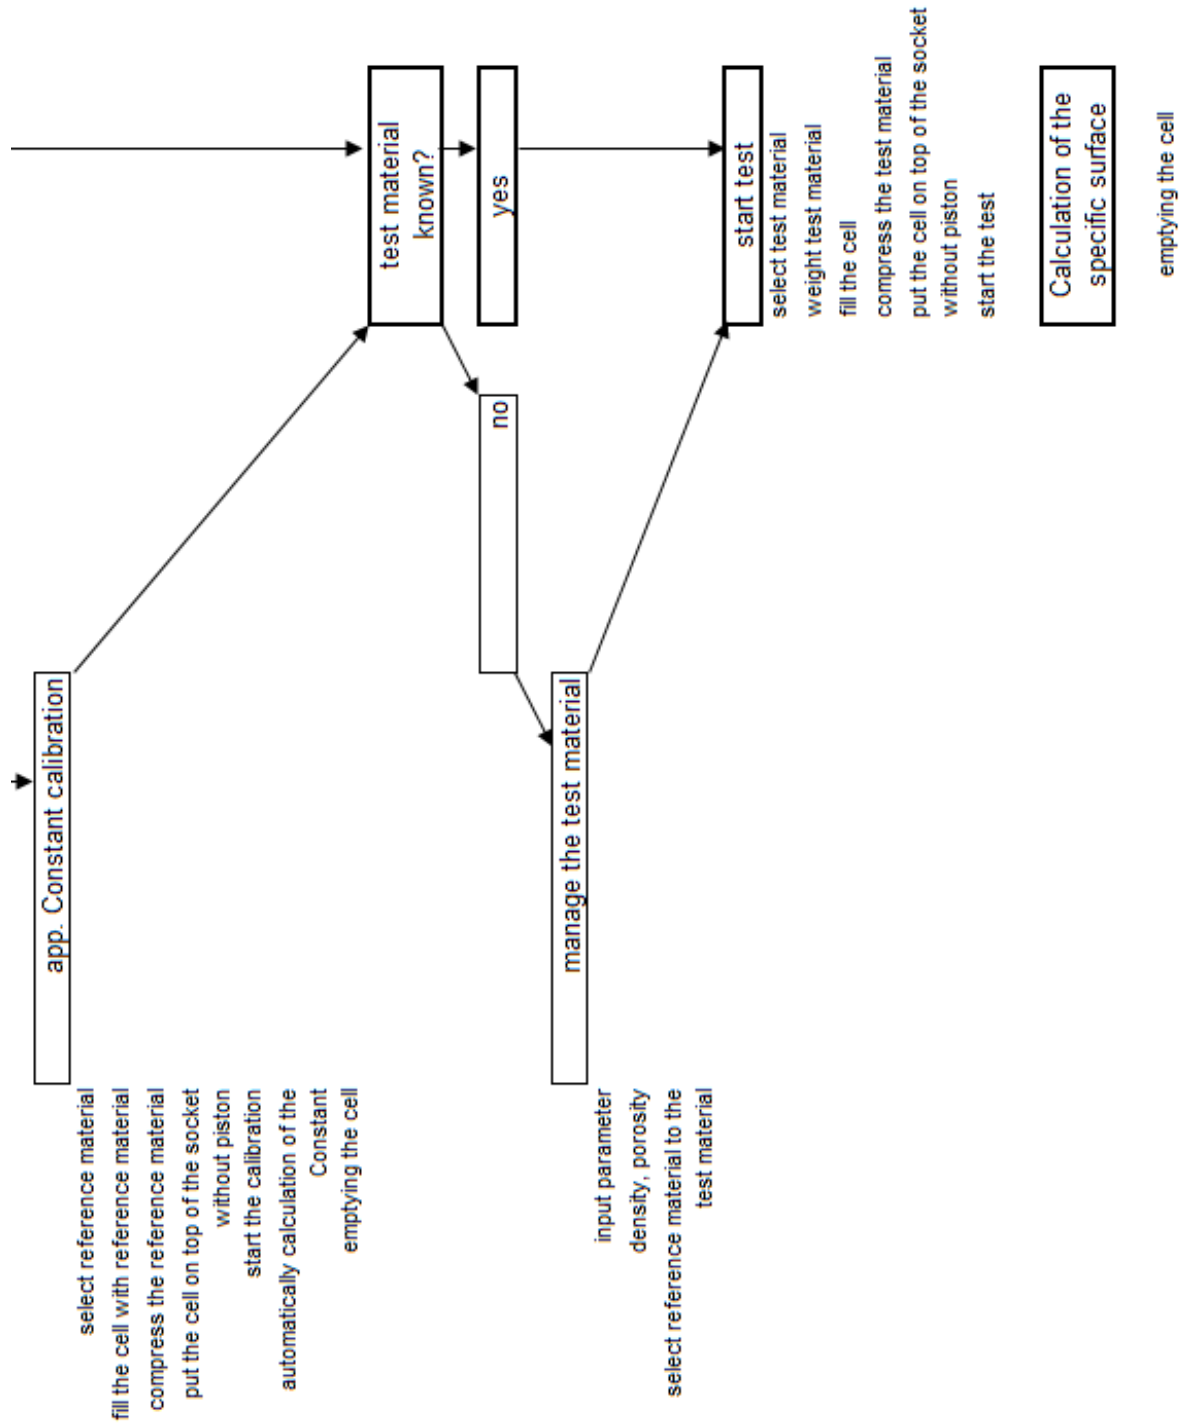 app. Constant calibration
select reference material
fill the cell with reference material
compress the reference material
put the cell on top of the socket
without piston
start the calibration
automatically calculation of the
Constant
emptying the cell
test material
known?
yes
no
manage the test material
input parameter
density, porosity
select reference material to the
test material
start test
select test material
weight test material
fill the cell
compress the test material
put the cell on top of the socket
without piston
start the test
Calculation of the
specific surface
emptying the cell